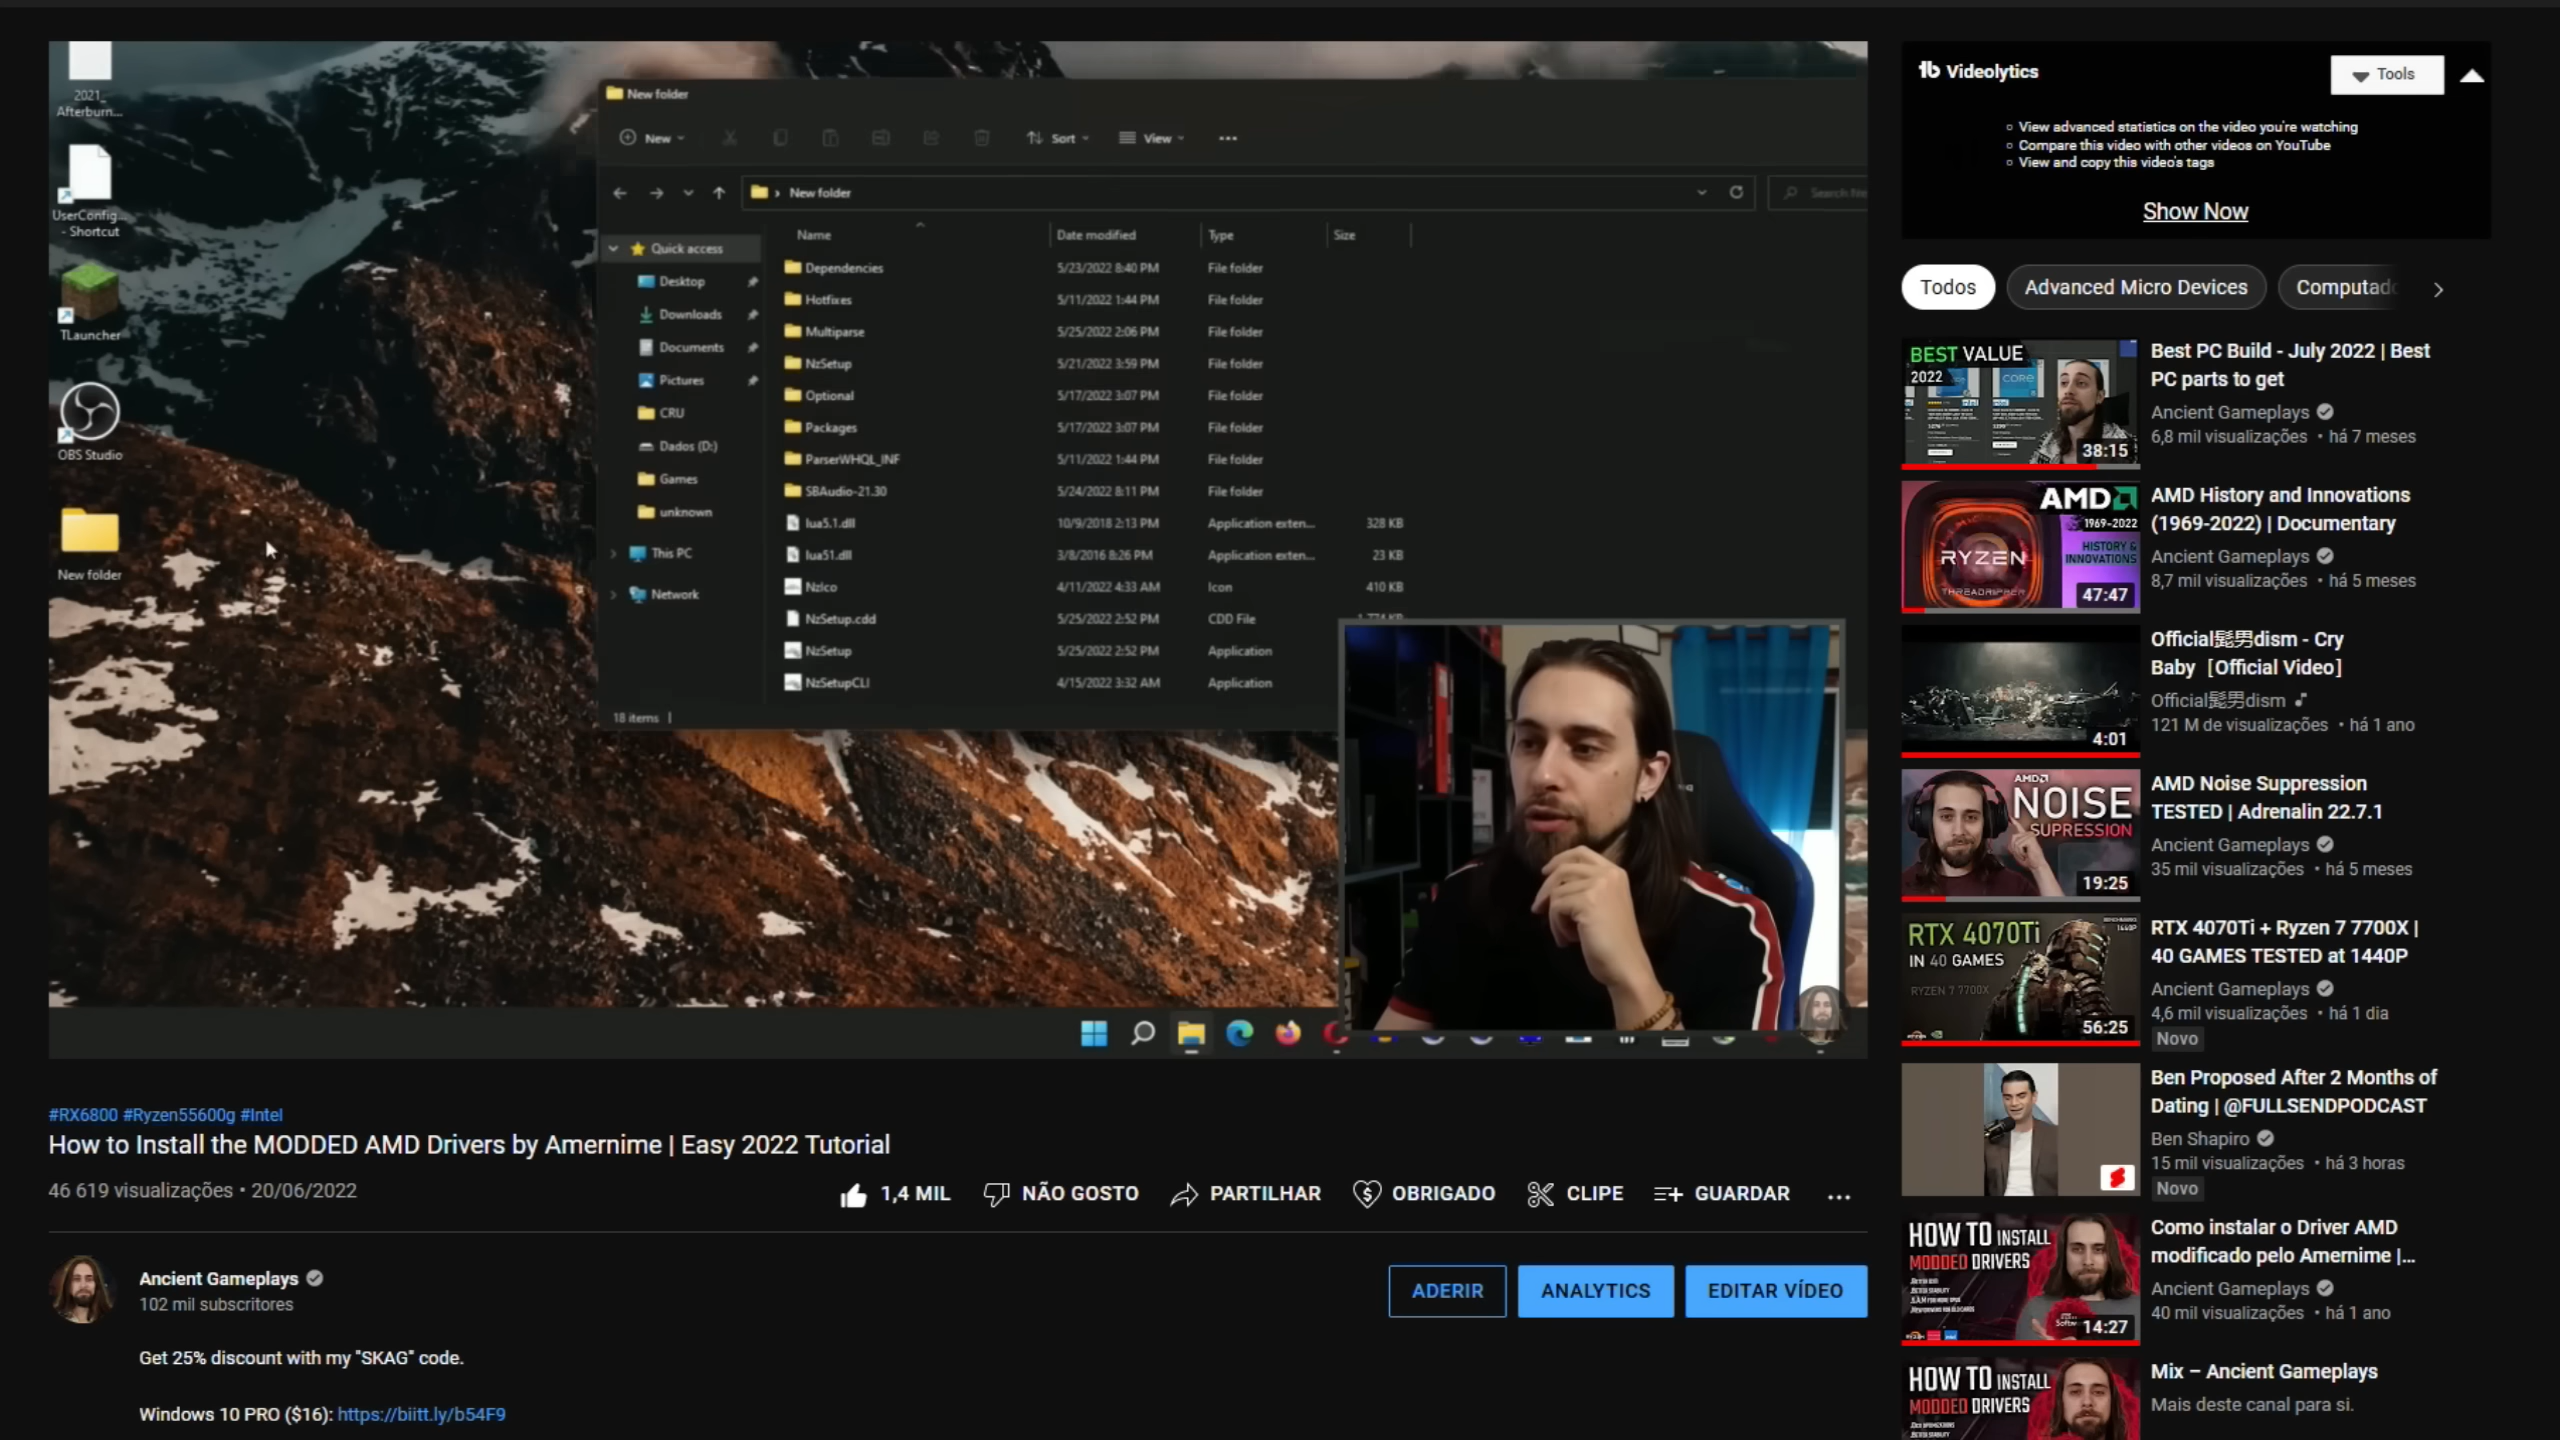 2021_
Afterburn...
UserConfig...
- Shortcut
TLauncher
OBS Studio
New folder
New folder
New
Sort
View
New folder
Name
Date modified
Type
Size
Quick access
Desktop
Downloads
Documents
Pictures
CRU
Dados (D:)
Games
unknown
This PC
Network
Dependencies 5/23/2022 8:40 PM File folder
Hotfixes 5/11/2022 1:44 PM File folder
Multiparse 5/25/2022 2:06 PM File folder
NzSetup 5/21/2022 3:59 PM File folder
Optional 5/17/2022 3:07 PM File folder
Packages 5/17/2022 3:07 PM File folder
ParserWHQL_INF 5/11/2022 1:44 PM File folder
SBAudio-21.30 5/24/2022 8:11 PM File folder
lua5.1.dll 10/9/2018 2:13 PM Application exten... 328 KB
lua51.dll 3/8/2016 8:26 PM Application exten... 23 KB
NzIco 4/11/2022 4:33 AM Icon 410 KB
NzSetup.cdd 5/25/2022 2:52 PM CDD File
NzSetup 5/25/2022 2:52 PM Application
NzSetupCLI 4/15/2022 3:32 AM Application
18 items
#RX6800 #Ryzen55600g #Intel
How to Install the MODDED AMD Drivers by Amernime | Easy 2022 Tutorial
46 619 visualizações • 20/06/2022
1,4 MIL
NÃO GOSTO
PARTILHAR
OBRIGADO
CLIPE
GUARDAR
Ancient Gameplays
102 mil subscritores
ADERIR
ANALYTICS
EDITAR VÍDEO
Get 25% discount with my "SKAG" code.
Windows 10 PRO ($16): https://biitt.ly/b54F9
Videolytics
Tools
View advanced statistics on the video you're watching
Compare this video with other videos on YouTube
View and copy this video's tags
Show Now
Todos
Advanced Micro Devices
Computad
BEST VALUE
2022
CORE
38:15
Best PC Build - July 2022 | Best
PC parts to get
Ancient Gameplays
6,8 mil visualizações • há 7 meses
AMD
1969-2022
RYZEN
THREADRIPPER
HISTORY &
INNOVATIONS
47:47
AMD History and Innovations
(1969-2022) | Documentary
Ancient Gameplays
8,7 mil visualizações • há 5 meses
4:01
Official髭男dism - Cry
Baby［Official Video］
Official髭男dism
121 M de visualizações • há 1 ano
AMD
NOISE
SUPRESSION
19:25
AMD Noise Suppression
TESTED | Adrenalin 22.7.1
Ancient Gameplays
35 mil visualizações • há 5 meses
RTX 4070Ti
IN 40 GAMES
RYZEN 7 7700X
1440P
56:25
RTX 4070Ti + Ryzen 7 7700X |
40 GAMES TESTED at 1440P
Ancient Gameplays
4,6 mil visualizações • há 1 dia
Novo
Ben Proposed After 2 Months of
Dating | @FULLSENDPODCAST
Ben Shapiro
15 mil visualizações • há 3 horas
Novo
HOW TO INSTALL
MODDED DRIVERS
14:27
Como instalar o Driver AMD
modificado pelo Amernime |...
Ancient Gameplays
40 mil visualizações • há 1 ano
HOW TO INSTALL
MODDED DRIVERS
Mix – Ancient Gameplays
Mais deste canal para si.